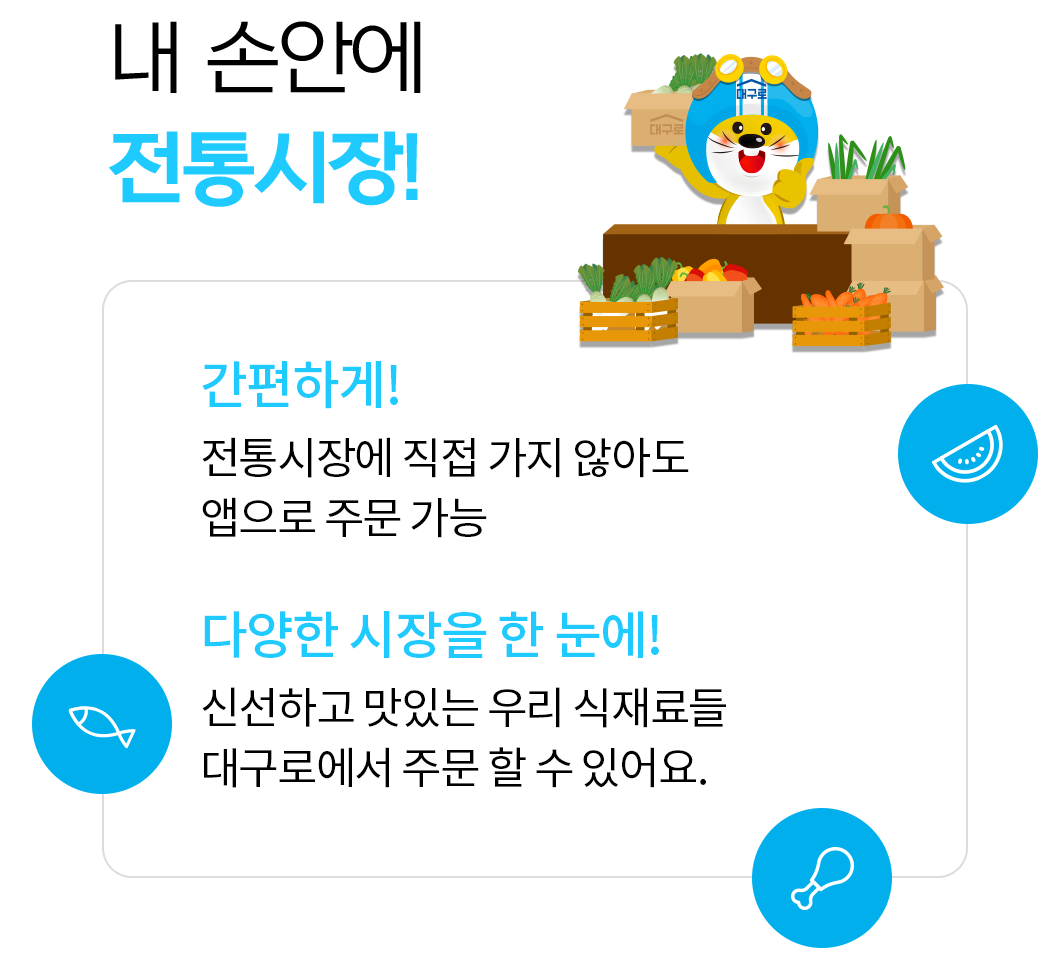 내 손안에
전통시장!
대구로
대구로
간편하게!
전통시장에 직접 가지 않아도
앱으로 주문 가능
다양한 시장을 한 눈에!
신선하고 맛있는 우리 식재료들
대구로에서 주문 할 수 있어요.